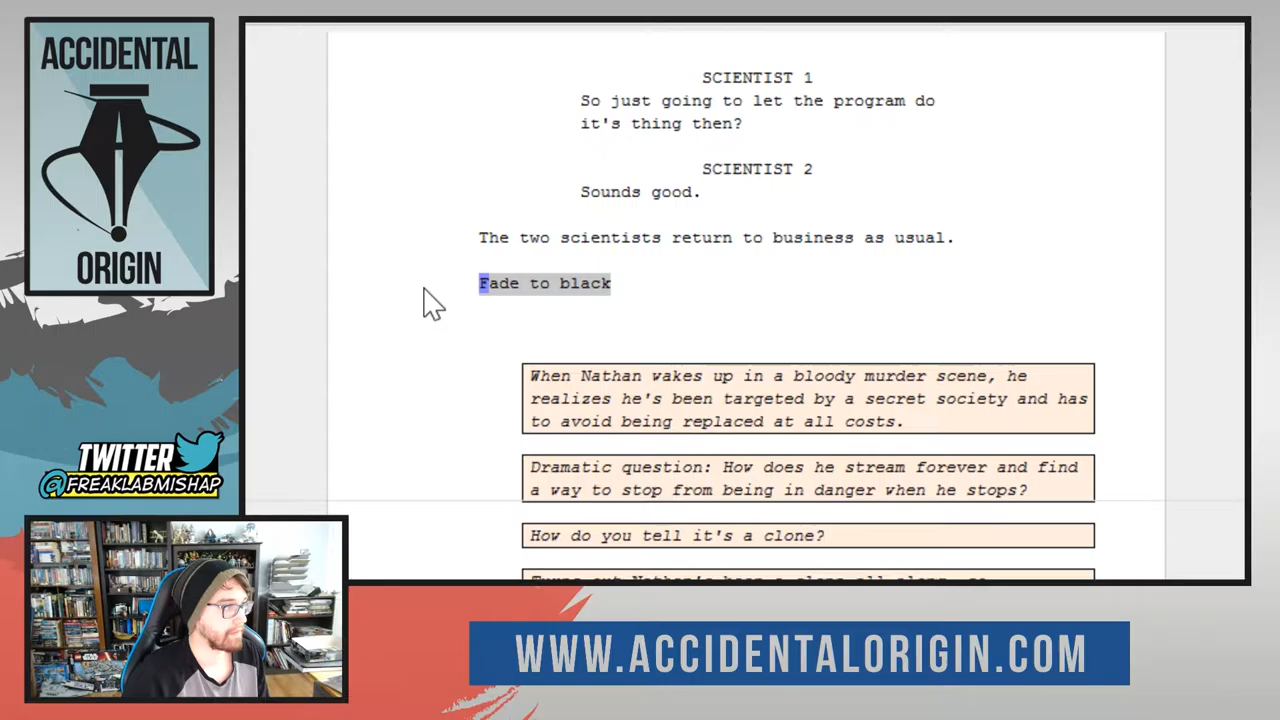 ACCIDENTAL
ORIGIN
TWITTER
@FREAKLABMISHAP
SCIENTIST 1
So just going to let the program do
it's thing then?
SCIENTIST 2
Sounds good.
The two scientists return to business as usual.
Fade to black
When Nathan wakes up in a bloody murder scene, he
realizes he's been targeted by a secret society and has
to avoid being replaced at all costs.
Dramatic question: How does he stream forever and find
a way to stop from being in danger when he stops?
How do you tell it's a clone?
WWW.ACCIDENTALORIGIN.COM